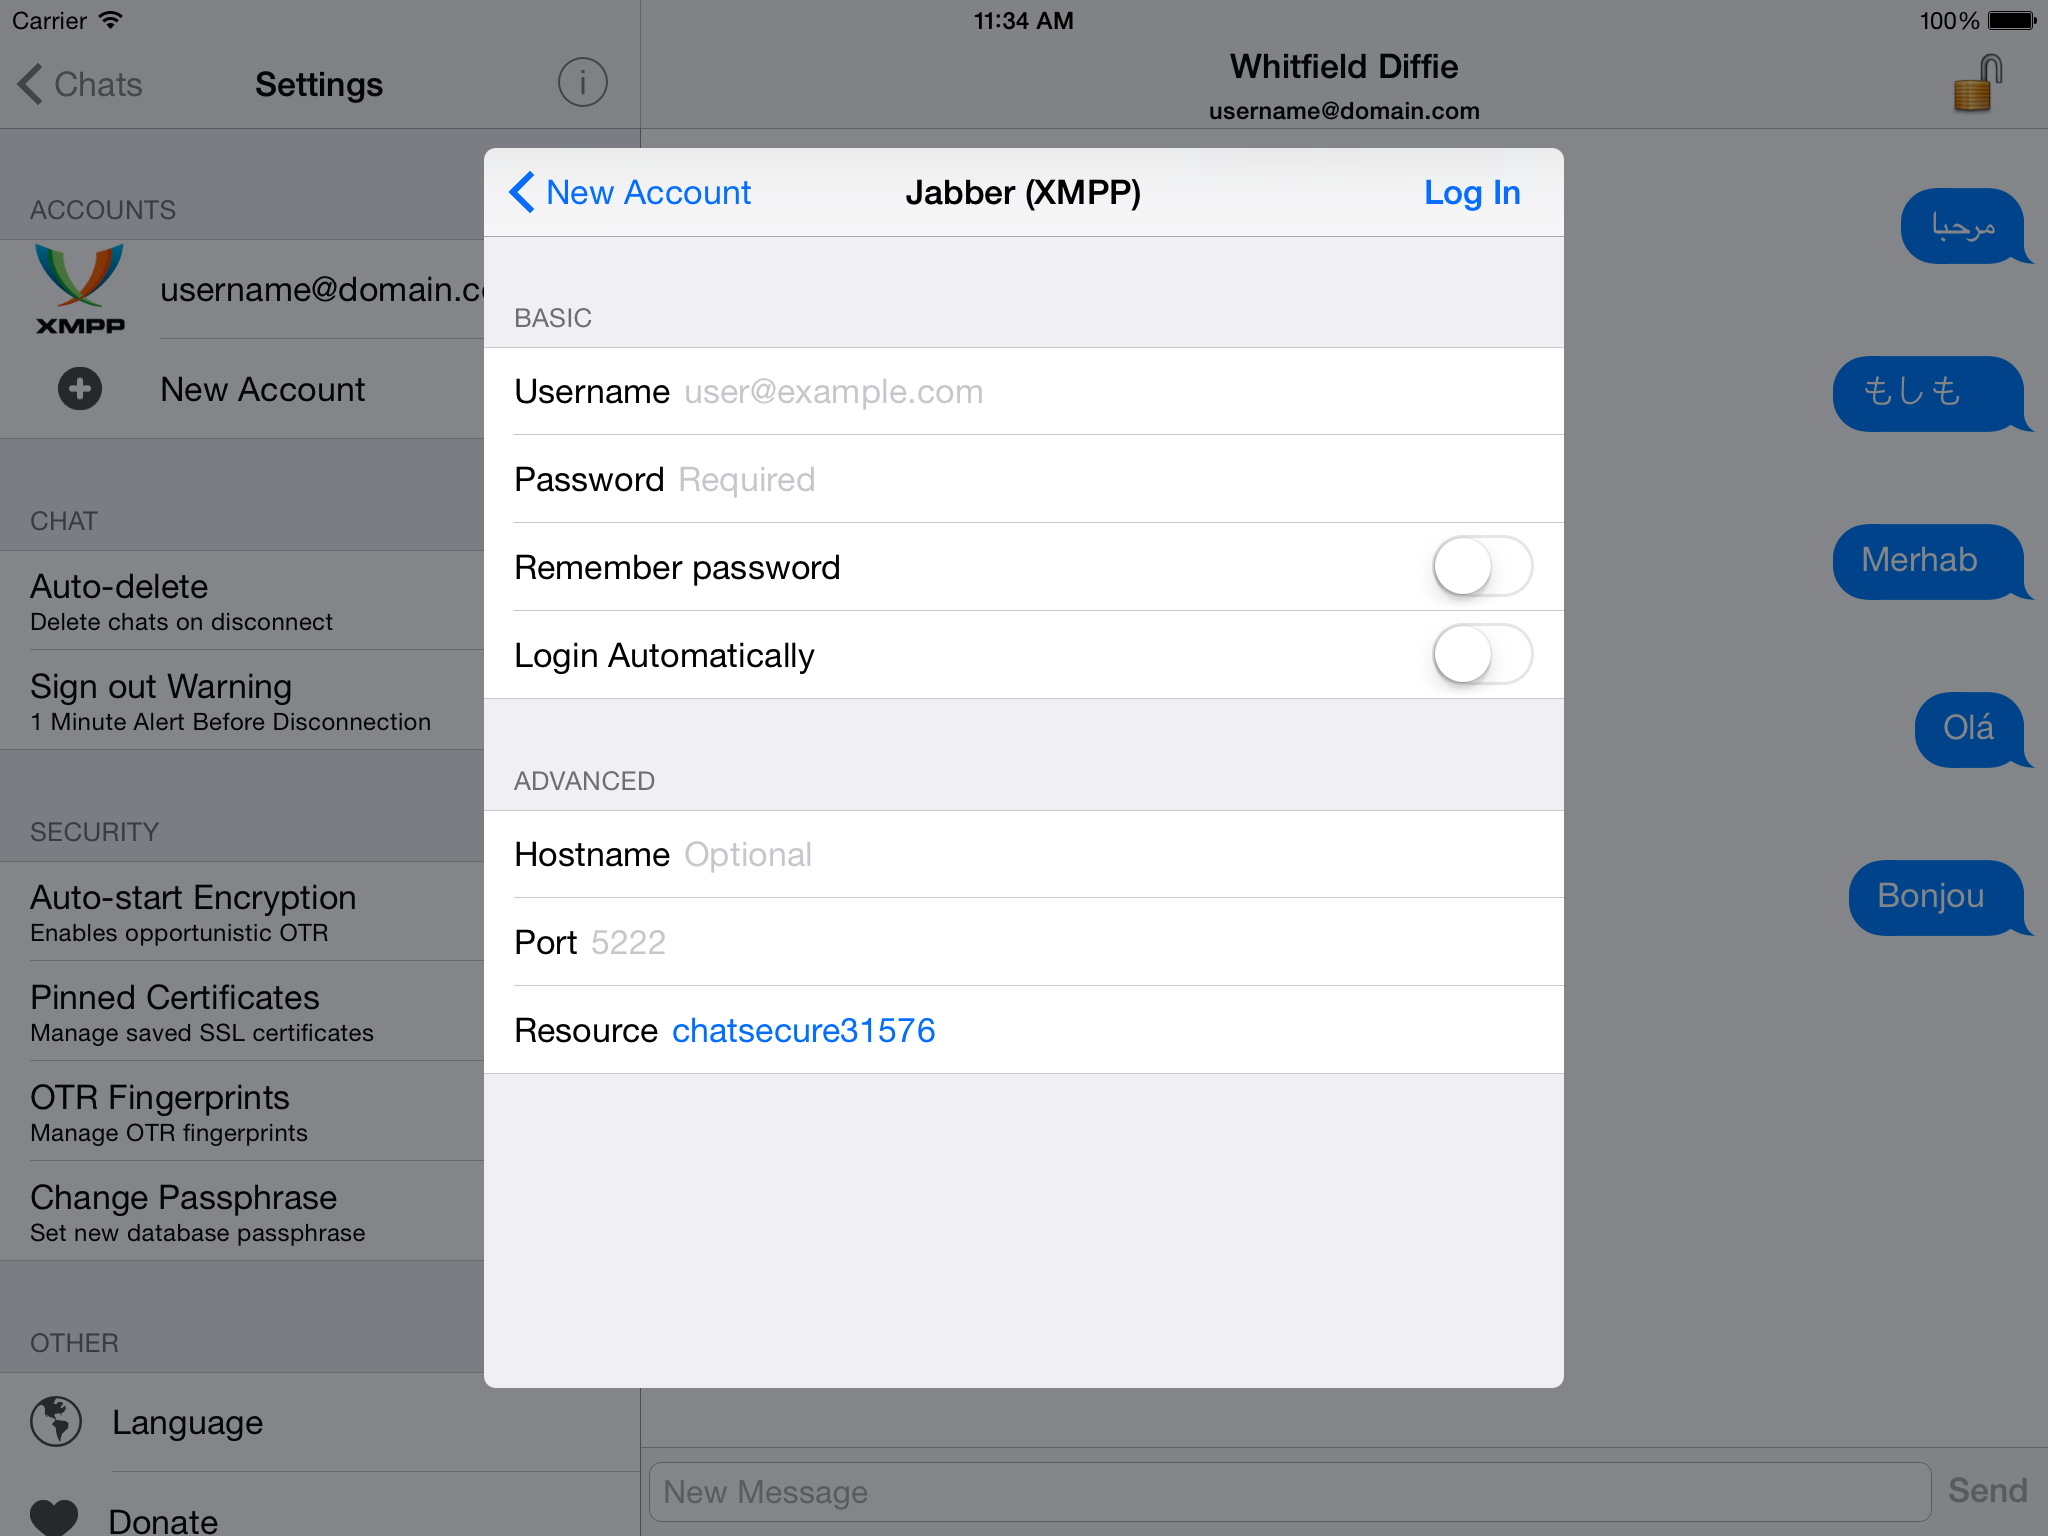 Carrier
11:34 AM
100%
Chats
Settings
Whitfield Diffie
username@domain.com
ACCOUNTS
XMPP
username@domain.c
New Account
CHAT
Auto-delete
Delete chats on disconnect
Sign out Warning
1 Minute Alert Before Disconnection
SECURITY
Auto-start Encryption
Enables opportunistic OTR
Pinned Certificates
Manage saved SSL certificates
OTR Fingerprints
Manage OTR fingerprints
Change Passphrase
Set new database passphrase
OTHER
Language
Donate
New Account
Jabber (XMPP)
Log In
BASIC
Username user@example.com
Password Required
Remember password
Login Automatically
ADVANCED
Hostname Optional
Port 5222
Resource chatsecure31576
مرحبا
もしも
Merhab
Olá
Bonjou
New Message
Send